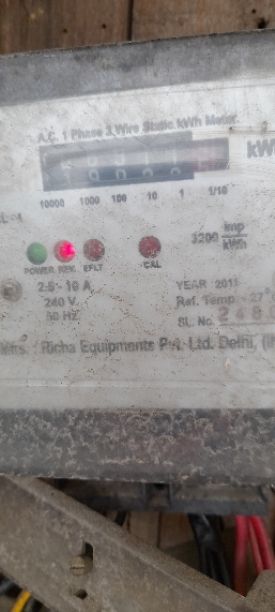 A.C. 1 Phase 2 Wire Static kWh Meter
kW
10000 1000 100 10 1 1/10
3200 imp/kWh
POWER REV. EFLT CAL
2.5- 10 A YEAR 2011
240 V Ref. Temp 27
50 HZ SL. No. 248
Richa Equipments Pvt. Ltd. Delhi,